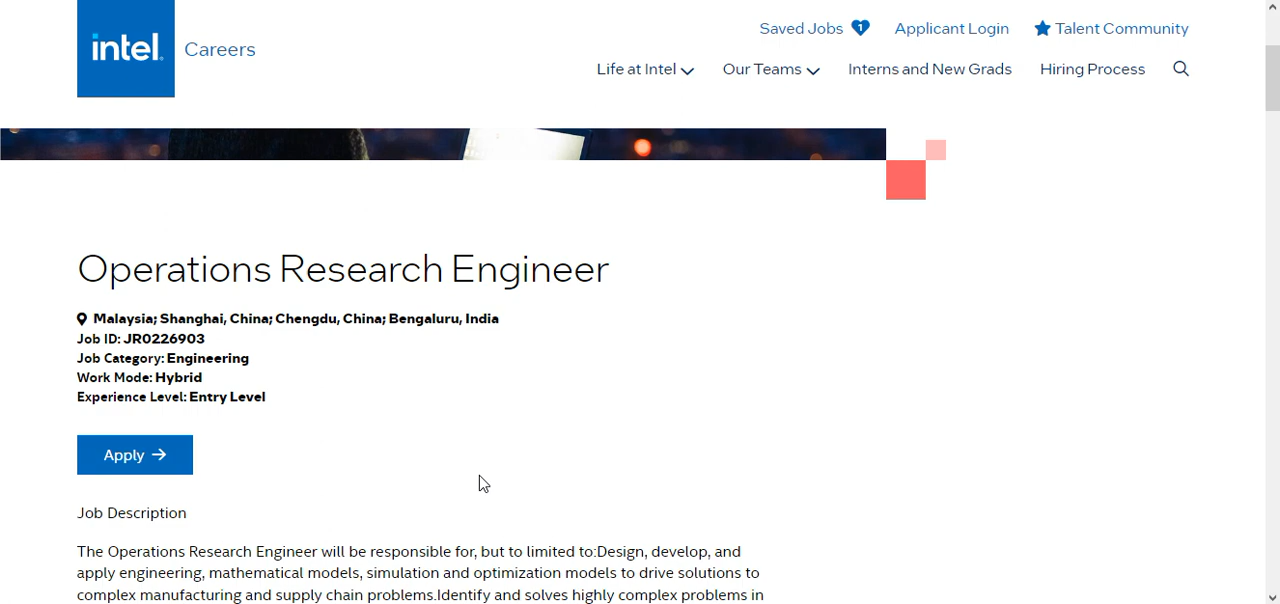 Saved Jobs 1 Applicant Login Talent Community
intel. Careers
Life at Intel Our Teams Interns and New Grads Hiring Process
Operations Research Engineer
Malaysia; Shanghai, China; Chengdu, China; Bengaluru, India
Job ID: JR0226903
Job Category: Engineering
Work Mode: Hybrid
Experience Level: Entry Level
Apply →
Job Description
The Operations Research Engineer will be responsible for, but to limited to:Design, develop, and
apply engineering, mathematical models, simulation and optimization models to drive solutions to
complex manufacturing and supply chain problems.Identify and solves highly complex problems in